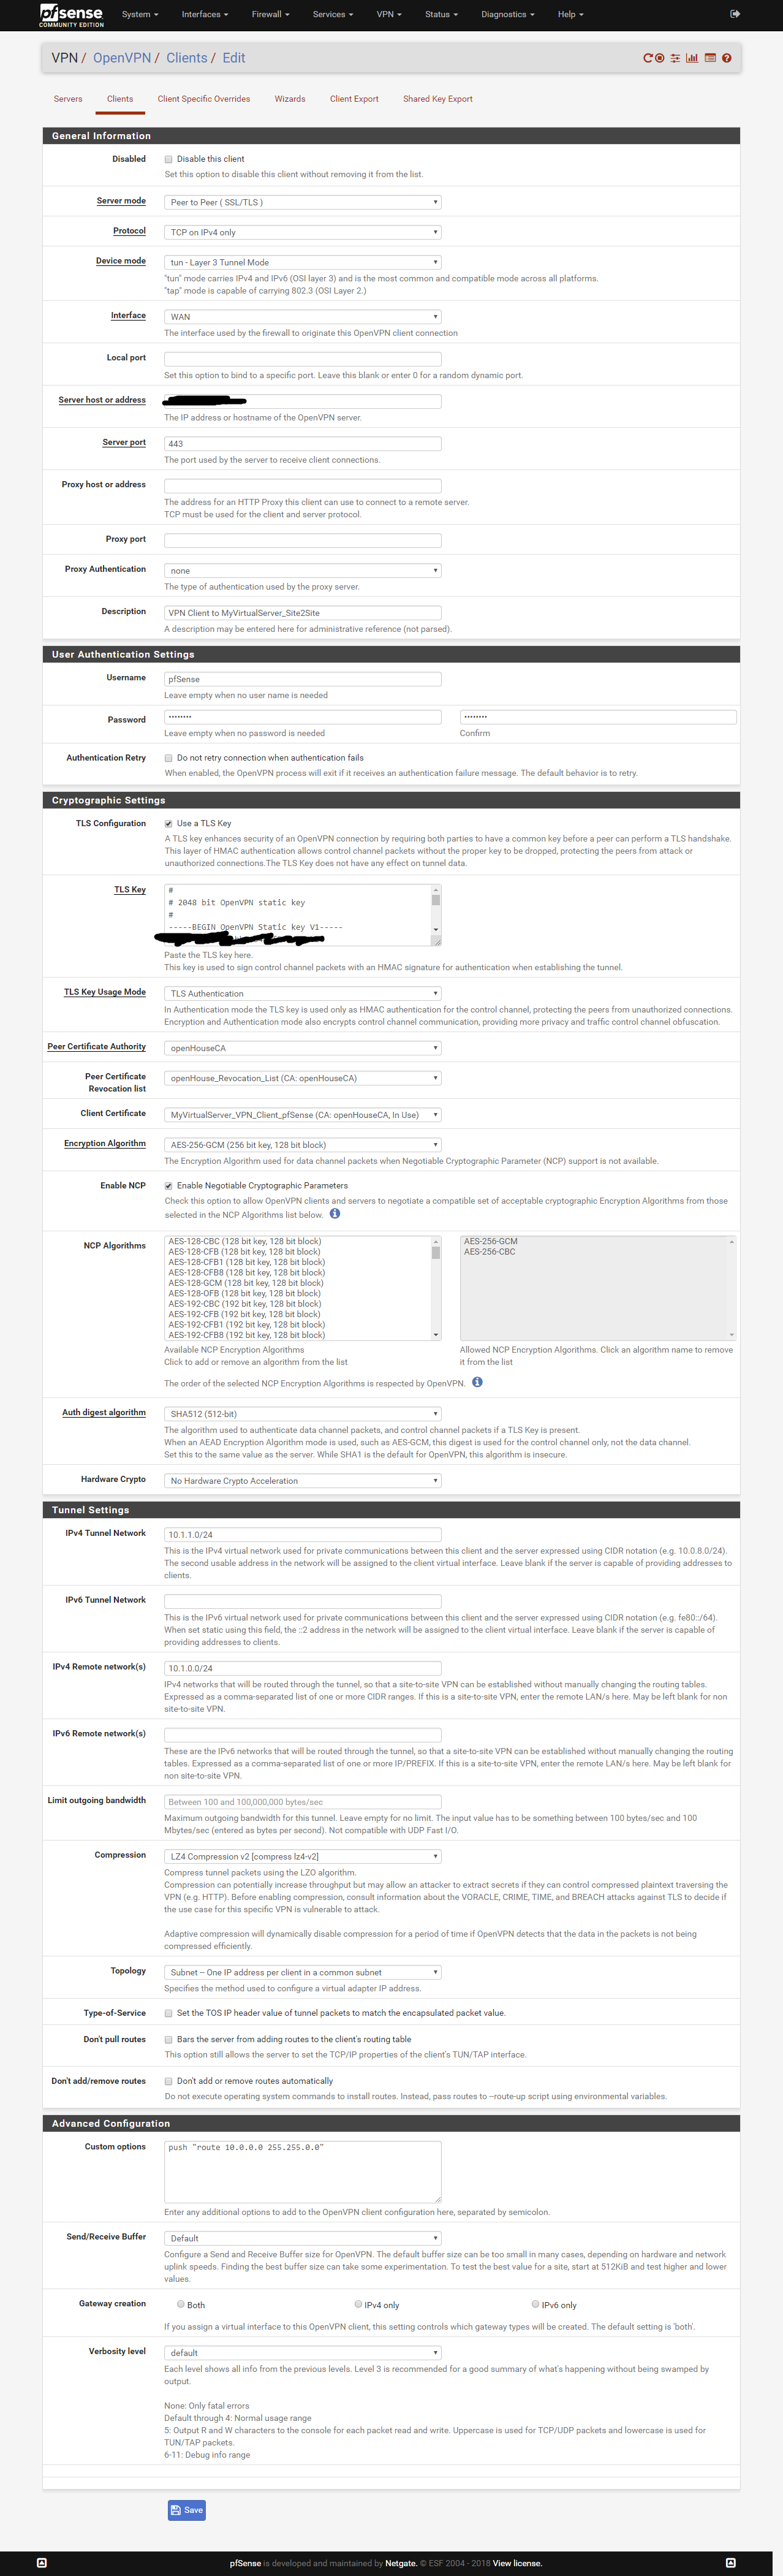 pfsense
COMMUNITY EDITION
System
Interfaces
Firewall
Services
VPN
Status
Diagnostics
Help
VPN / OpenVPN / Clients / Edit
Servers
Clients
Client Specific Overrides
Wizards
Client Export
Shared Key Export
General Information
Disabled
Disable this client
Set this option to disable this client without removing it from the list.
Server mode
Peer to Peer ( SSL/TLS )
Protocol
TCP on IPv4 only
Device mode
tun - Layer 3 Tunnel Mode
"tun" mode carries IPv4 and IPv6 (OSI layer 3) and is the most common and compatible mode across all platforms.
"tap" mode is capable of carrying 802.3 (OSI Layer 2.)
Interface
WAN
The interface used by the firewall to originate this OpenVPN client connection
Local port
Set this option to bind to a specific port. Leave this blank or enter 0 for a random dynamic port.
Server host or address
The IP address or hostname of the OpenVPN server.
Server port
443
The port used by the server to receive client connections.
Proxy host or address
The address for an HTTP Proxy this client can use to connect to a remote server.
TCP must be used for the client and server protocol.
Proxy port
Proxy Authentication
none
The type of authentication used by the proxy server.
Description
VPN Client to MyVirtualServer_Site2Site
A description may be entered here for administrative reference (not parsed).
User Authentication Settings
Username
pfSense
Leave empty when no user name is needed
Password
••••••••
••••••••
Leave empty when no password is needed
Confirm
Authentication Retry
Do not retry connection when authentication fails
When enabled, the OpenVPN process will exit if it receives an authentication failure message. The default behavior is to retry.
Cryptographic Settings
TLS Configuration
Use a TLS Key
A TLS key enhances security of an OpenVPN connection by requiring both parties to have a common key before a peer can perform a TLS handshake.
This layer of HMAC authentication allows control channel packets without the proper key to be dropped, protecting the peers from attack or
unauthorized connections.The TLS Key does not have any effect on tunnel data.
TLS Key
#
# 2048 bit OpenVPN static key
#
-----BEGIN OpenVPN Static key V1-----
Paste the TLS key here.
This key is used to sign control channel packets with an HMAC signature for authentication when establishing the tunnel.
TLS Key Usage Mode
TLS Authentication
In Authentication mode the TLS key is used only as HMAC authentication for the control channel, protecting the peers from unauthorized connections.
Encryption and Authentication mode also encrypts control channel communication, providing more privacy and traffic control channel obfuscation.
Peer Certificate Authority
openHouseCA
Peer Certificate
Revocation list
openHouse_Revocation_List (CA: openHouseCA)
Client Certificate
MyVirtualServer_VPN_Client_pfSense (CA: openHouseCA, In Use)
Encryption Algorithm
AES-256-GCM (256 bit key, 128 bit block)
The Encryption Algorithm used for data channel packets when Negotiable Cryptographic Parameter (NCP) support is not available.
Enable NCP
Enable Negotiable Cryptographic Parameters
Check this option to allow OpenVPN clients and servers to negotiate a compatible set of acceptable cryptographic Encryption Algorithms from those
selected in the NCP Algorithms list below.
NCP Algorithms
AES-128-CBC (128 bit key, 128 bit block)
AES-128-CFB (128 bit key, 128 bit block)
AES-128-CFB1 (128 bit key, 128 bit block)
AES-128-CFB8 (128 bit key, 128 bit block)
AES-128-GCM (128 bit key, 128 bit block)
AES-128-OFB (128 bit key, 128 bit block)
AES-192-CBC (192 bit key, 128 bit block)
AES-192-CFB (192 bit key, 128 bit block)
AES-192-CFB1 (192 bit key, 128 bit block)
AES-192-CFB8 (192 bit key, 128 bit block)
AES-256-GCM
AES-256-CBC
Available NCP Encryption Algorithms
Click to add or remove an algorithm from the list
Allowed NCP Encryption Algorithms. Click an algorithm name to remove
it from the list
The order of the selected NCP Encryption Algorithms is respected by OpenVPN.
Auth digest algorithm
SHA512 (512-bit)
The algorithm used to authenticate data channel packets, and control channel packets if a TLS Key is present.
When an AEAD Encryption Algorithm mode is used, such as AES-GCM, this digest is used for the control channel only, not the data channel.
Set this to the same value as the server. While SHA1 is the default for OpenVPN, this algorithm is insecure.
Hardware Crypto
No Hardware Crypto Acceleration
Tunnel Settings
IPv4 Tunnel Network
10.1.1.0/24
This is the IPv4 virtual network used for private communications between this client and the server expressed using CIDR notation (e.g. 10.0.8.0/24).
The second usable address in the network will be assigned to the client virtual interface. Leave blank if the server is capable of providing addresses to
clients.
IPv6 Tunnel Network
This is the IPv6 virtual network used for private communications between this client and the server expressed using CIDR notation (e.g. fe80::/64).
When set static using this field, the ::2 address in the network will be assigned to the client virtual interface. Leave blank if the server is capable of
providing addresses to clients.
IPv4 Remote network(s)
10.1.0.0/24
IPv4 networks that will be routed through the tunnel, so that a site-to-site VPN can be established without manually changing the routing tables.
Expressed as a comma-separated list of one or more CIDR ranges. If this is a site-to-site VPN, enter the remote LAN/s here. May be left blank for non
site-to-site VPN.
IPv6 Remote network(s)
These are the IPv6 networks that will be routed through the tunnel, so that a site-to-site VPN can be established without manually changing the routing
tables. Expressed as a comma-separated list of one or more IP/PREFIX. If this is a site-to-site VPN, enter the remote LAN/s here. May be left blank for
non site-to-site VPN.
Limit outgoing bandwidth
Between 100 and 100,000,000 bytes/sec
Maximum outgoing bandwidth for this tunnel. Leave empty for no limit. The input value has to be something between 100 bytes/sec and 100
Mbytes/sec (entered as bytes per second). Not compatible with UDP Fast I/O.
Compression
LZ4 Compression v2 [compress lz4-v2]
Compress tunnel packets using the LZO algorithm.
Compression can potentially increase throughput but may allow an attacker to extract secrets if they can control compressed plaintext traversing the
VPN (e.g. HTTP). Before enabling compression, consult information about the VORACLE, CRIME, TIME, and BREACH attacks against TLS to decide if
the use case for this specific VPN is vulnerable to attack.
Adaptive compression will dynamically disable compression for a period of time if OpenVPN detects that the data in the packets is not being
compressed efficiently.
Topology
Subnet -- One IP address per client in a common subnet
Specifies the method used to configure a virtual adapter IP address.
Type-of-Service
Set the TOS IP header value of tunnel packets to match the encapsulated packet value.
Don't pull routes
Bars the server from adding routes to the client's routing table
This option still allows the server to set the TCP/IP properties of the client's TUN/TAP interface.
Don't add/remove routes
Don't add or remove routes automatically
Do not execute operating system commands to install routes. Instead, pass routes to --route-up script using environmental variables.
Advanced Configuration
Custom options
push "route 10.0.0.0 255.255.0.0"
Enter any additional options to add to the OpenVPN client configuration here, separated by semicolon.
Send/Receive Buffer
Default
Configure a Send and Receive Buffer size for OpenVPN. The default buffer size can be too small in many cases, depending on hardware and network
uplink speeds. Finding the best buffer size can take some experimentation. To test the best value for a site, start at 512KiB and test higher and lower
values.
Gateway creation
Both
IPv4 only
IPv6 only
If you assign a virtual interface to this OpenVPN client, this setting controls which gateway types will be created. The default setting is 'both'.
Verbosity level
default
Each level shows all info from the previous levels. Level 3 is recommended for a good summary of what's happening without being swamped by
output.
None: Only fatal errors
Default through 4: Normal usage range
5: Output R and W characters to the console for each packet read and write. Uppercase is used for TCP/UDP packets and lowercase is used for
TUN/TAP packets.
6-11: Debug info range
Save
pfSense is developed and maintained by Netgate. © ESF 2004 - 2018 View license.